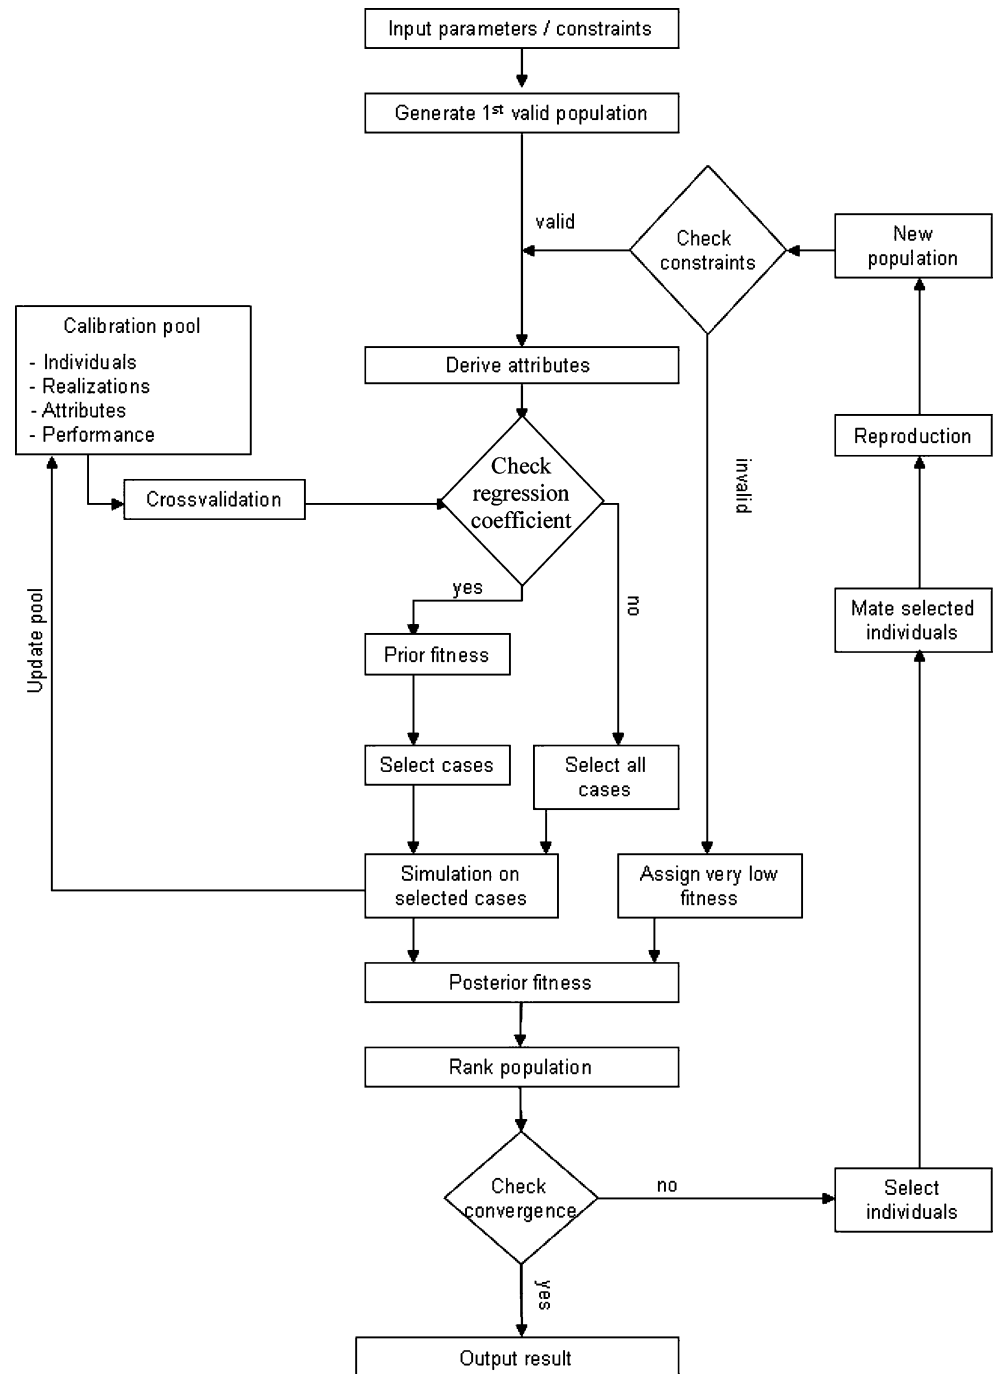 Input parameters / constraints
Generate 1st valid population
valid
Check
constraints
New
population
Calibration pool
- Individuals
- Realizations
- Attributes
- Performance
Derive attributes
Reproduction
Crossvalidation
Check
regression
coefficient
invalid
yes
no
Update pool
Prior fitness
Mate selected
individuals
Select cases
Select all
cases
Simulation on
selected cases
Assign very low
fitness
Posterior fitness
Rank population
Check
convergence
no
Select
individuals
yes
Output result